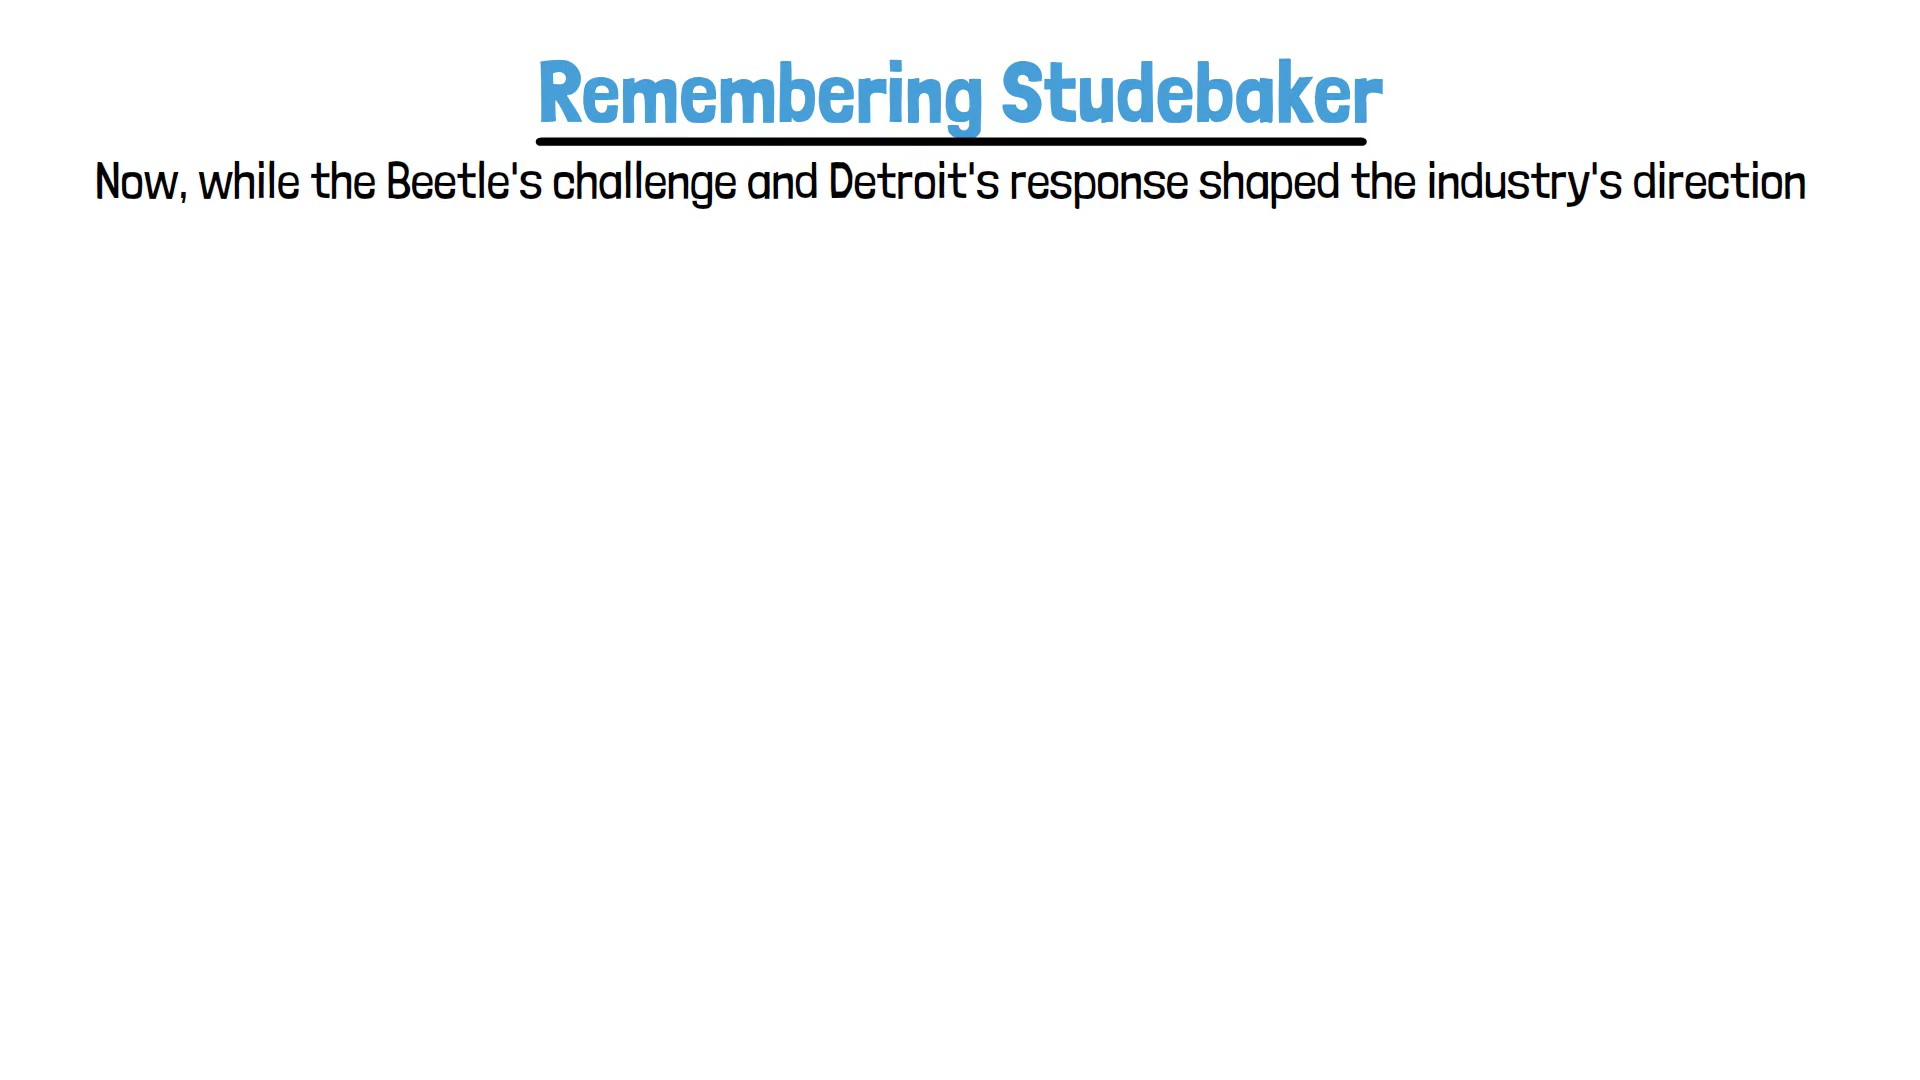 Remembering Studebaker
Now, while the Beetle's challenge and Detroit's response shaped the industry's direction